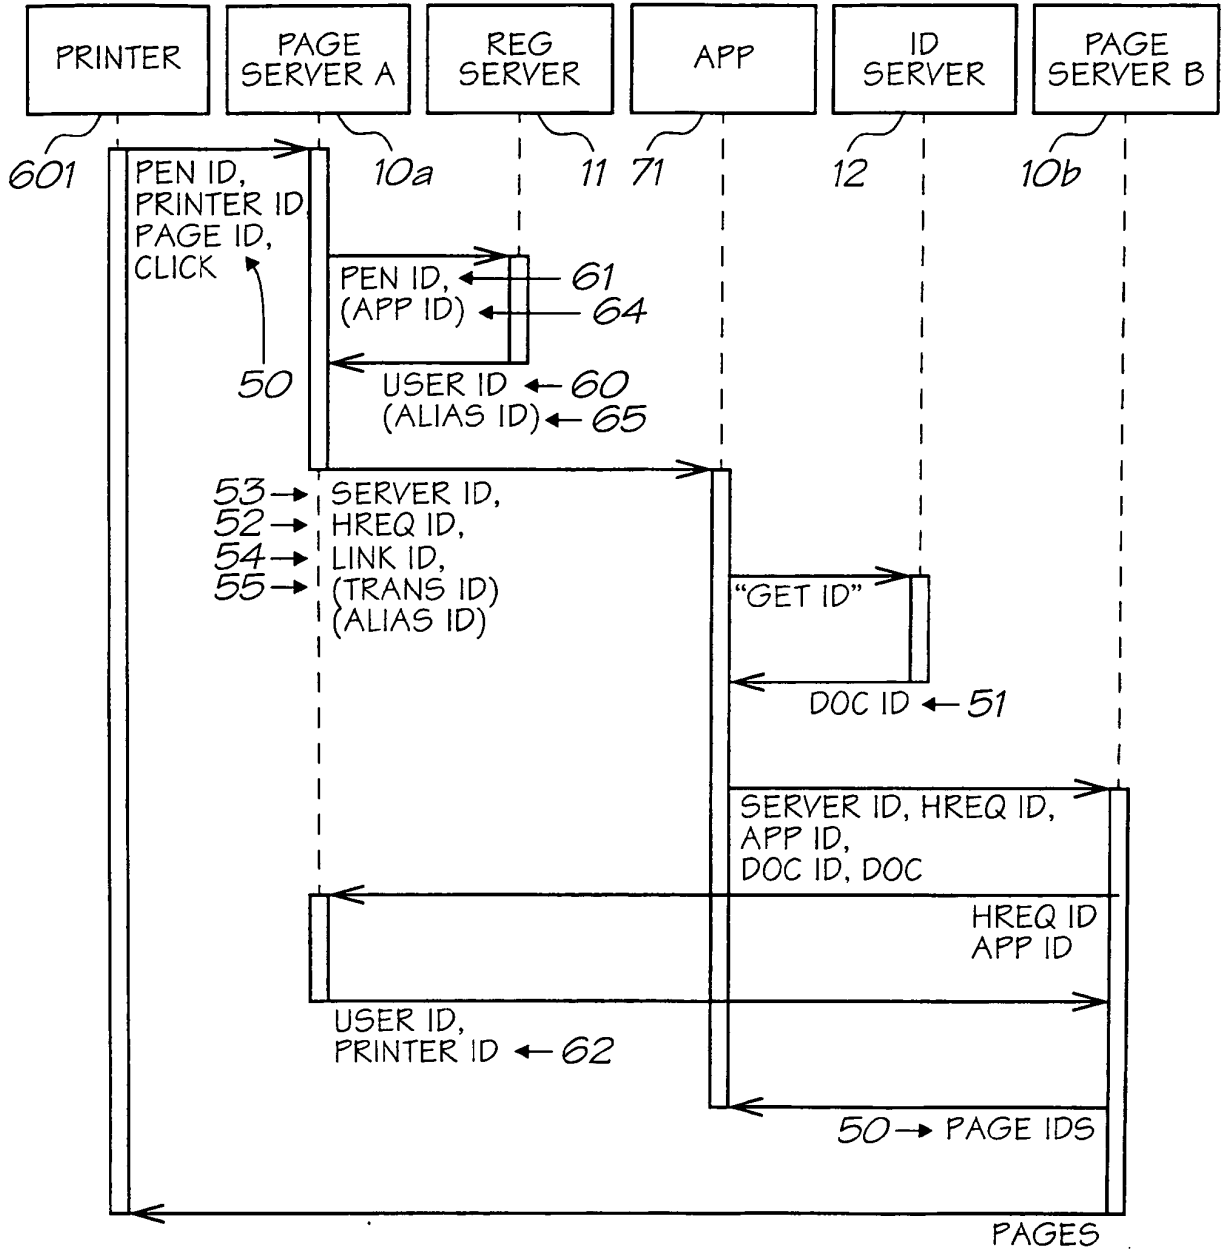 PRINTER
PAGE
SERVER A
REG
SERVER
APP
ID
SERVER
PAGE
SERVER B
601
10a
11
71
12
10b
PEN ID,
PRINTER ID
PAGE ID,
CLICK
50
PEN ID,
61
(APP ID)
64
USER ID
60
(ALIAS ID)
65
53
SERVER ID,
52
HREQ ID,
54
LINK ID,
55
(TRANS ID)
(ALIAS ID)
"GET ID"
DOC ID
51
SERVER ID, HREQ ID,
APP ID,
DOC ID, DOC
HREQ ID
APP ID
USER ID,
PRINTER ID
62
50
PAGE IDS
PAGES